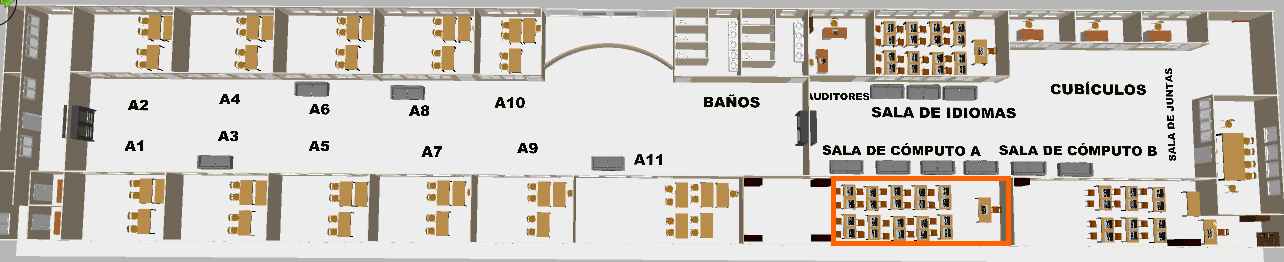 A2
A4
A6
A8
A10
BAÑOS
AUDITORES
SALA DE IDIOMAS
CUBÍCULOS
SALA DE JUNTAS
A1
A3
A5
A7
A9
A11
SALA DE CÓMPUTO A
SALA DE CÓMPUTO B